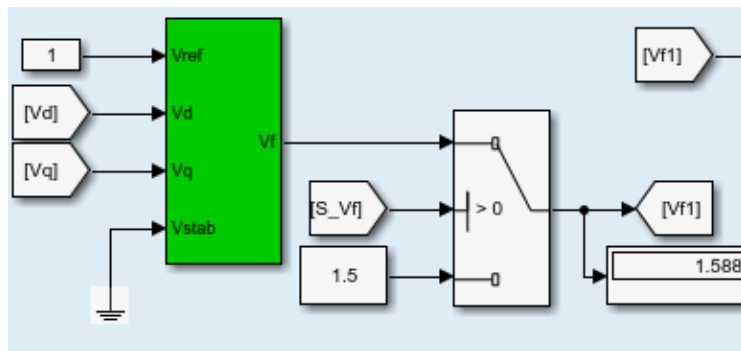 1
Vref
[Vf1]
[Vd]
Vd
Vf
[Vq]
Vq
[S_Vf]
> 0
[Vf1]
Vstab
1.5
1.588